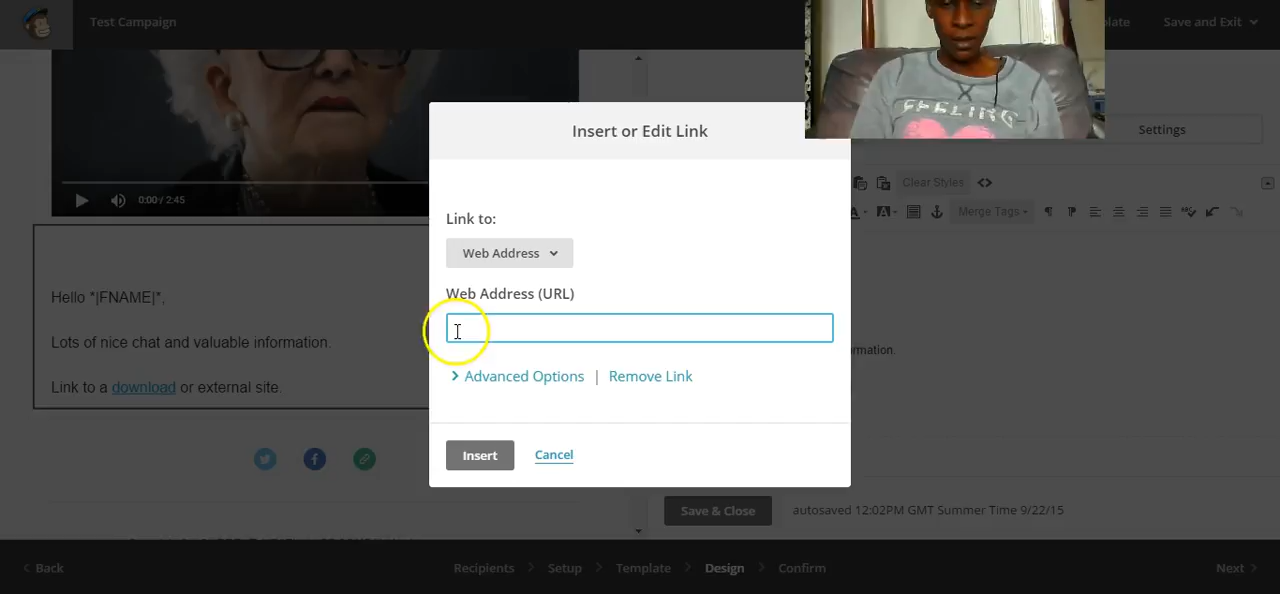 Test Campaign
plate
Save and Exit
FEELING
Insert or Edit Link
Settings
Clear Styles
0:00 / 2:45
Link to:
A
A
Merge Tags
Web Address
Web Address (URL)
Hello *|FNAME|*,
Lots of nice chat and valuable information.
rmation.
Advanced Options | Remove Link
Link to a download or external site.
Insert
Cancel
Save & Close
autosaved 12:02PM GMT Summer Time 9/22/15
Back
Recipients > Setup > Template > Design > Confirm
Next